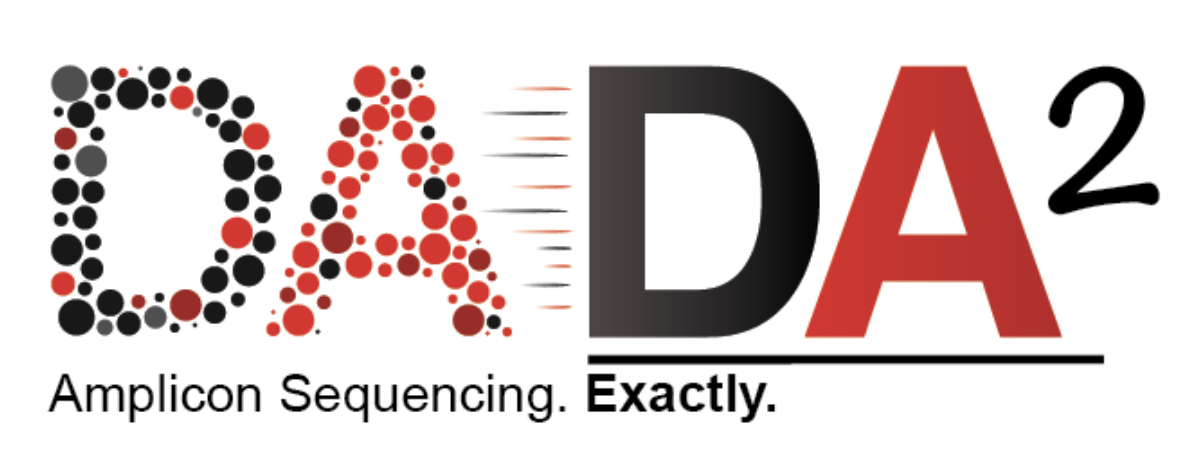 DADA2
Amplicon Sequencing. Exactly.